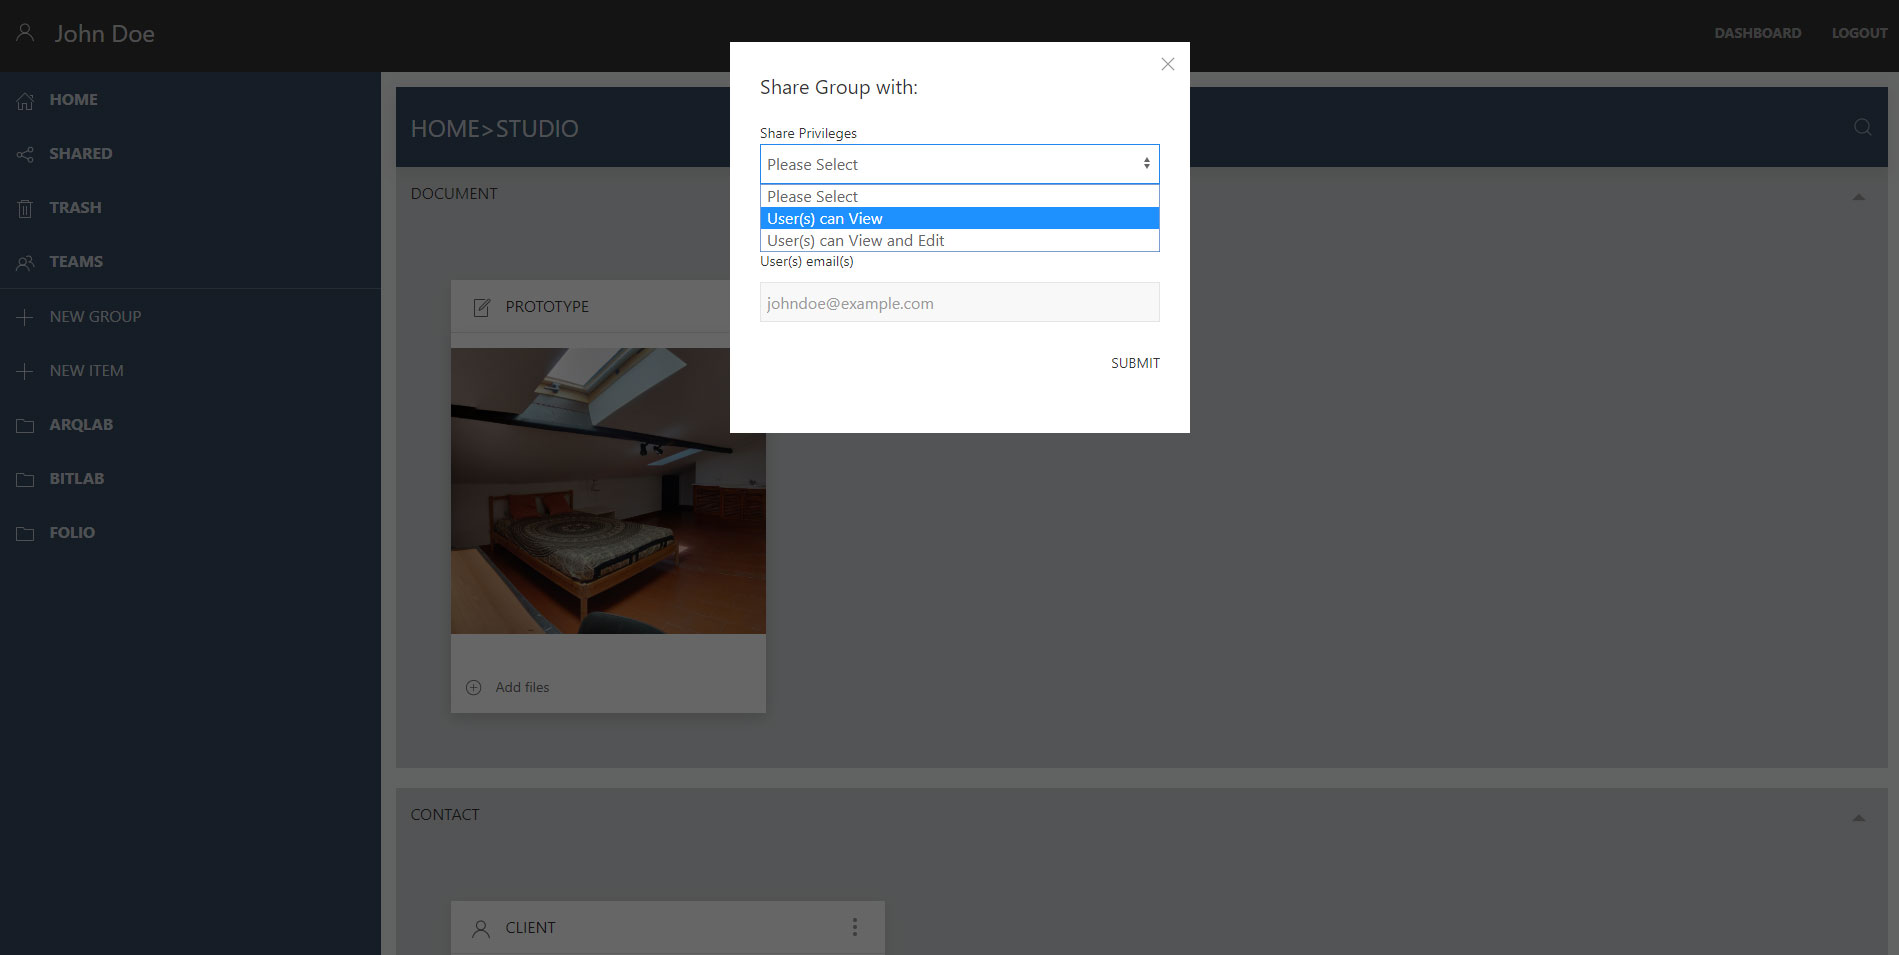 John Doe
DASHBOARD
LOGOUT
HOME
SHARED
TRASH
TEAMS
NEW GROUP
NEW ITEM
ARQLAB
BITLAB
FOLIO
HOME>STUDIO
DOCUMENT
PROTOTYPE
Add files
CONTACT
CLIENT
Share Group with:
Share Privileges
Please Select
Please Select
User(s) can View
User(s) can View and Edit
User(s) email(s)
johndoe@example.com
SUBMIT